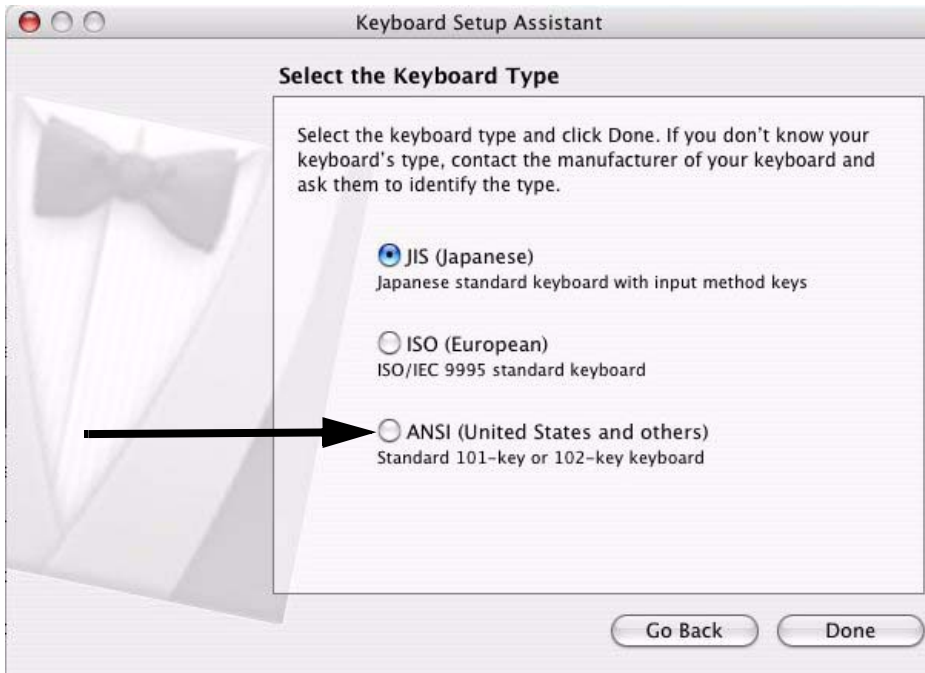 Keyboard Setup Assistant
Select the Keyboard Type
Select the keyboard type and click Done. If you don’t know your
keyboard’s type, contact the manufacturer of your keyboard and
ask them to identify the type.
JIS (Japanese)
Japanese standard keyboard with input method keys
ISO (European)
ISO/IEC 9995 standard keyboard
ANSI (United States and others)
Standard 101-key or 102-key keyboard
Go Back
Done